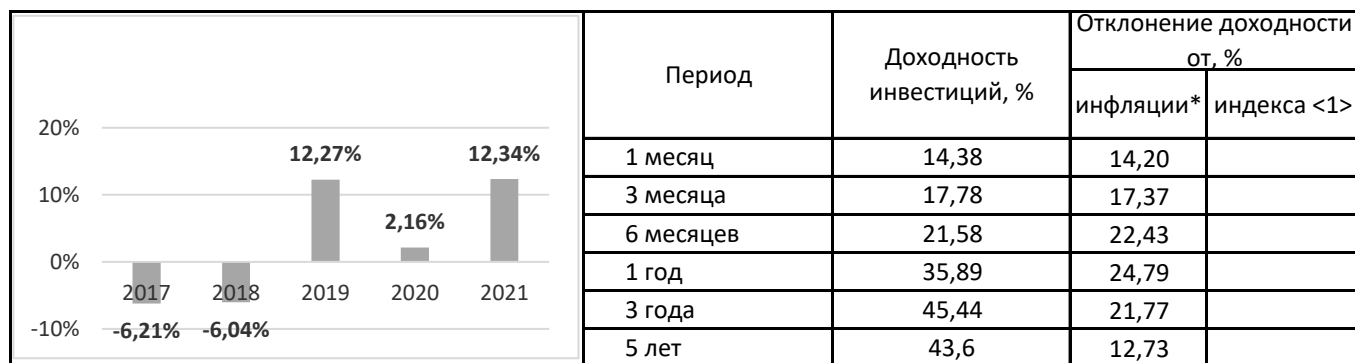 20%
10%
0%
-10%
12,27%
12,34%
2,16%
2017 2018 2019 2020 2021
-6,21% -6,04%
Период
Доходность
инвестиций, %
Отклонение доходности
от, %
инфляции* индекса <1>
1 месяц 14,38 14,20
3 месяца 17,78 17,37
6 месяцев 21,58 22,43
1 год 35,89 24,79
3 года 45,44 21,77
5 лет 43,6 12,73